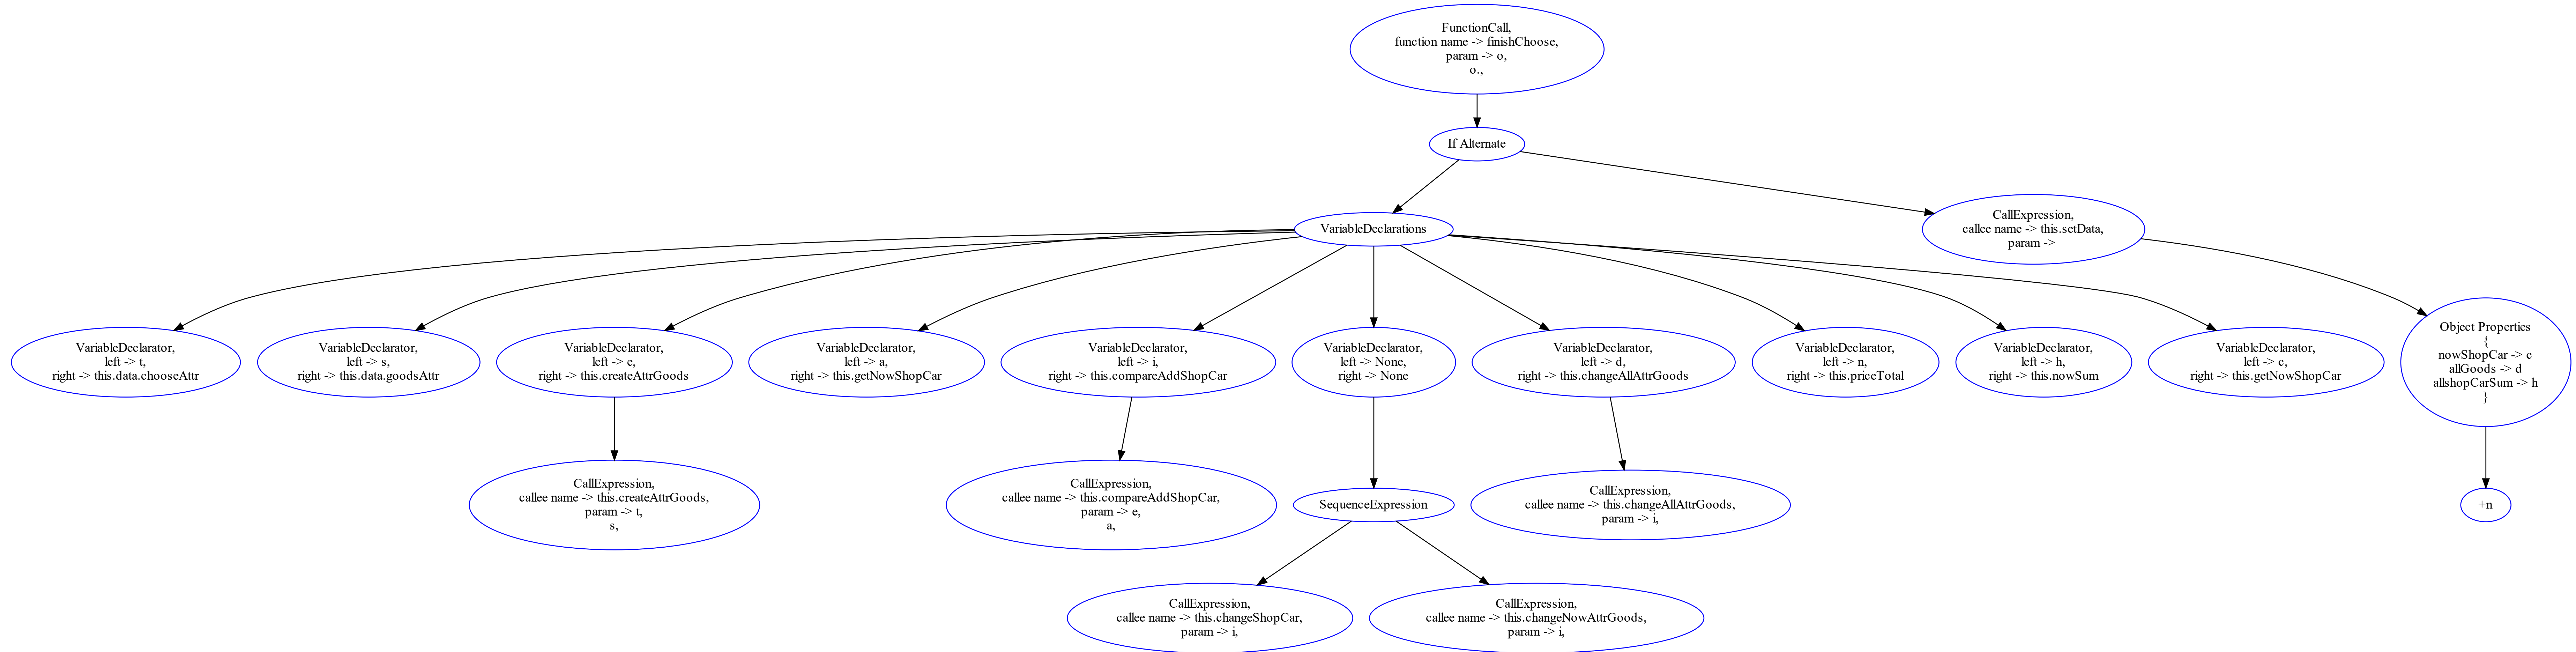 FunctionCall,
function name -> finishChoose,
param -> o,
o.,
If Alternate
VariableDeclarations
CallExpression,
callee name -> this.setData,
param ->
VariableDeclarator,
left -> t,
right -> this.data.chooseAttr
VariableDeclarator,
left -> s,
right -> this.data.goodsAttr
VariableDeclarator,
left -> e,
right -> this.createAttrGoods
VariableDeclarator,
left -> a,
right -> this.getNowShopCar
VariableDeclarator,
left -> i,
right -> this.compareAddShopCar
VariableDeclarator,
left -> None,
right -> None
VariableDeclarator,
left -> d,
right -> this.changeAllAttrGoods
VariableDeclarator,
left -> n,
right -> this.priceTotal
VariableDeclarator,
left -> h,
right -> this.nowSum
VariableDeclarator,
left -> c,
right -> this.getNowShopCar
Object Properties
{
nowShopCar -> c
allGoods -> d
allshopCarSum -> h
}
CallExpression,
callee name -> this.createAttrGoods,
param -> t,
s,
CallExpression,
callee name -> this.compareAddShopCar,
param -> e,
a,
SequenceExpression
CallExpression,
callee name -> this.changeAllAttrGoods,
param -> i,
+n
CallExpression,
callee name -> this.changeShopCar,
param -> i,
CallExpression,
callee name -> this.changeNowAttrGoods,
param -> i,